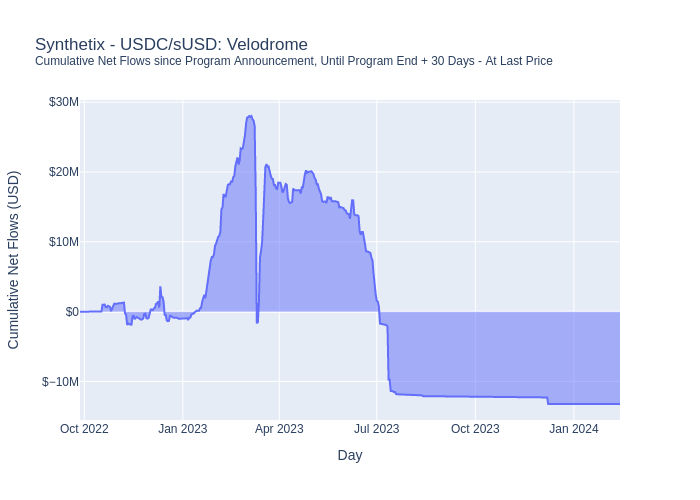 Synthetix - USDC/sUSD: Velodrome
Cumulative Net Flows since Program Announcement, Until Program End + 30 Days - At Last Price
Cumulative Net Flows (USD)
$30M
$20M
$10M
$0
$−10M
Oct 2022 Jan 2023 Apr 2023 Jul 2023 Oct 2023 Jan 2024
Day